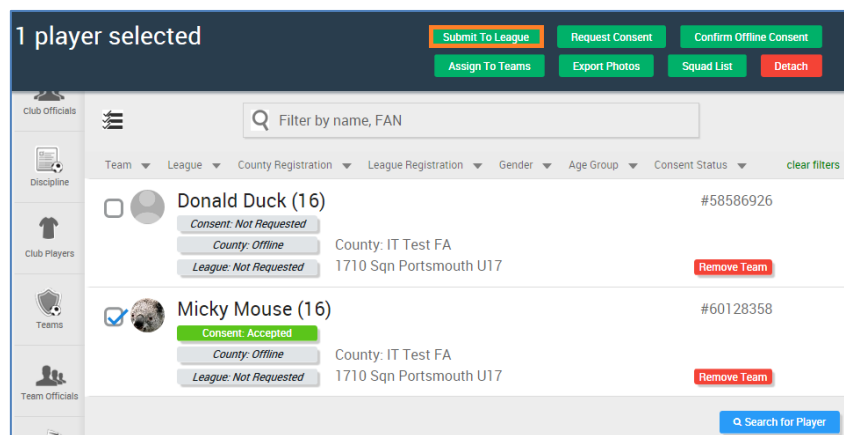 1 player selected
Submit To League
Request Consent
Confirm Offline Consent
Assign To Teams
Export Photos
Squad List
Detach
Club Officials
Discipline
Club Players
Teams
Team Officials
Filter by name, FAN
Team League County Registration League Registration Gender Age Group Consent Status clear filters
Donald Duck (16) #58586926
Consent: Not Requested
County: Offline County: IT Test FA
League: Not Requested 1710 Sqn Portsmouth U17 Remove Team
Micky Mouse (16) #60128358
Consent: Accepted
County: Offline County: IT Test FA
League: Not Requested 1710 Sqn Portsmouth U17 Remove Team
Search for Player